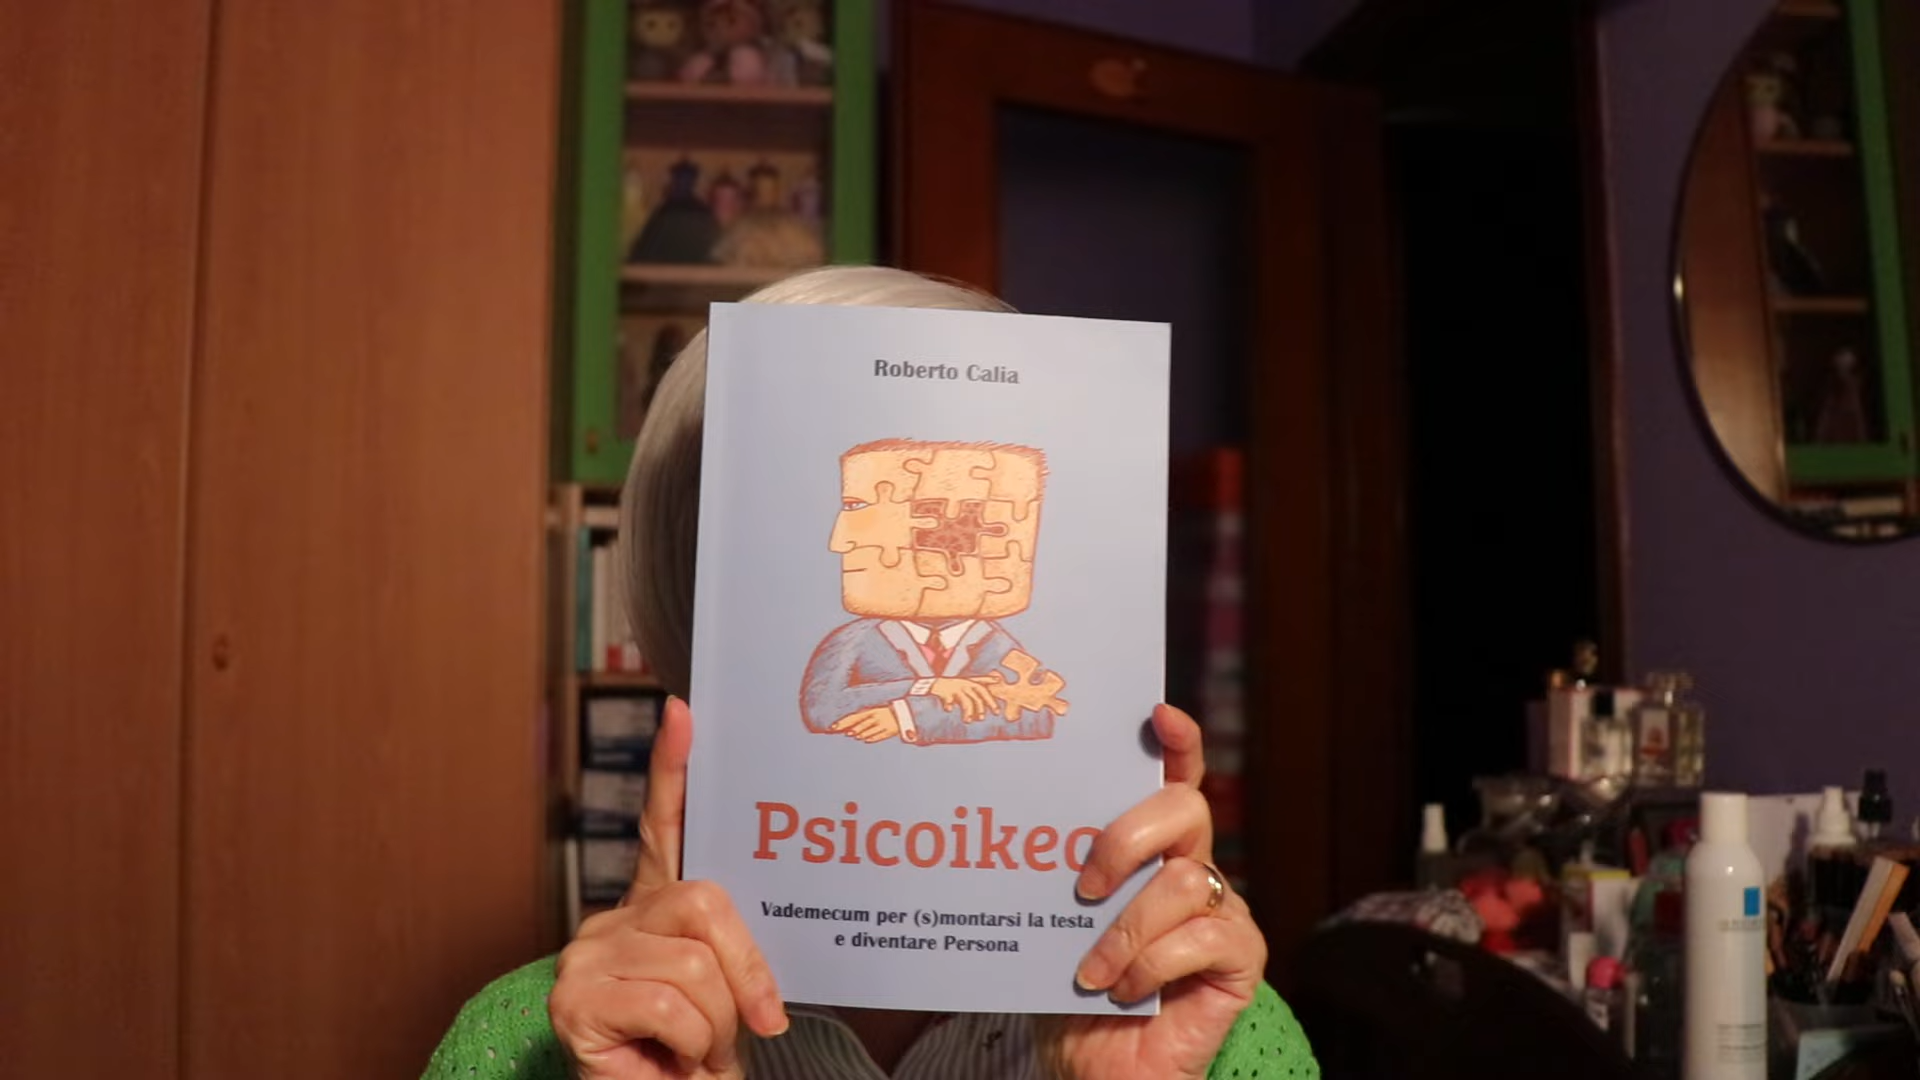 Roberto Calia
Psicoikea
Vademecum per (s)montarsi la testa
e diventare Persona